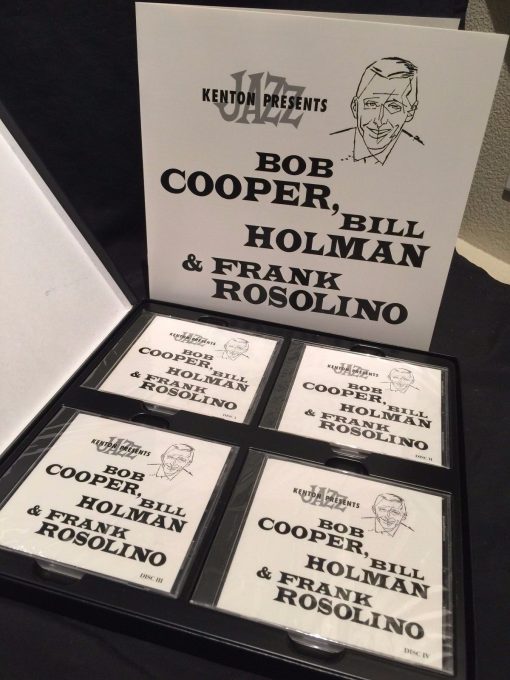 JAZZ
KENTON PRESENTS
BOB
COOPER, BILL
HOLMAN
& FRANK
ROSOLINO
JAZZ
KENTON PRESENTS
BOB
COOPER, BILL
HOLMAN
& FRANK
ROSOLINO
DISC I
JAZZ
KENTON PRESENTS
BOB
COOPER, BILL
HOLMAN
& FRANK
ROSOLINO
DISC II
JAZZ
KENTON PRESENTS
BOB
COOPER, BILL
HOLMAN
& FRANK
ROSOLINO
DISC III
JAZZ
KENTON PRESENTS
BOB
COOPER, BILL
HOLMAN
& FRANK
ROSOLINO
DISC IV